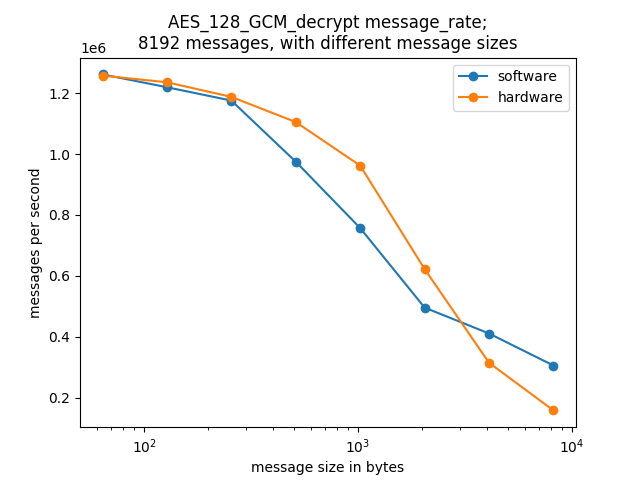 AES_128_GCM_decrypt message_rate;
8192 messages, with different message sizes
1e6
software
hardware
1.2
1.0
0.8
0.6
0.4
0.2
messages per second
10²
10³
10⁴
message size in bytes